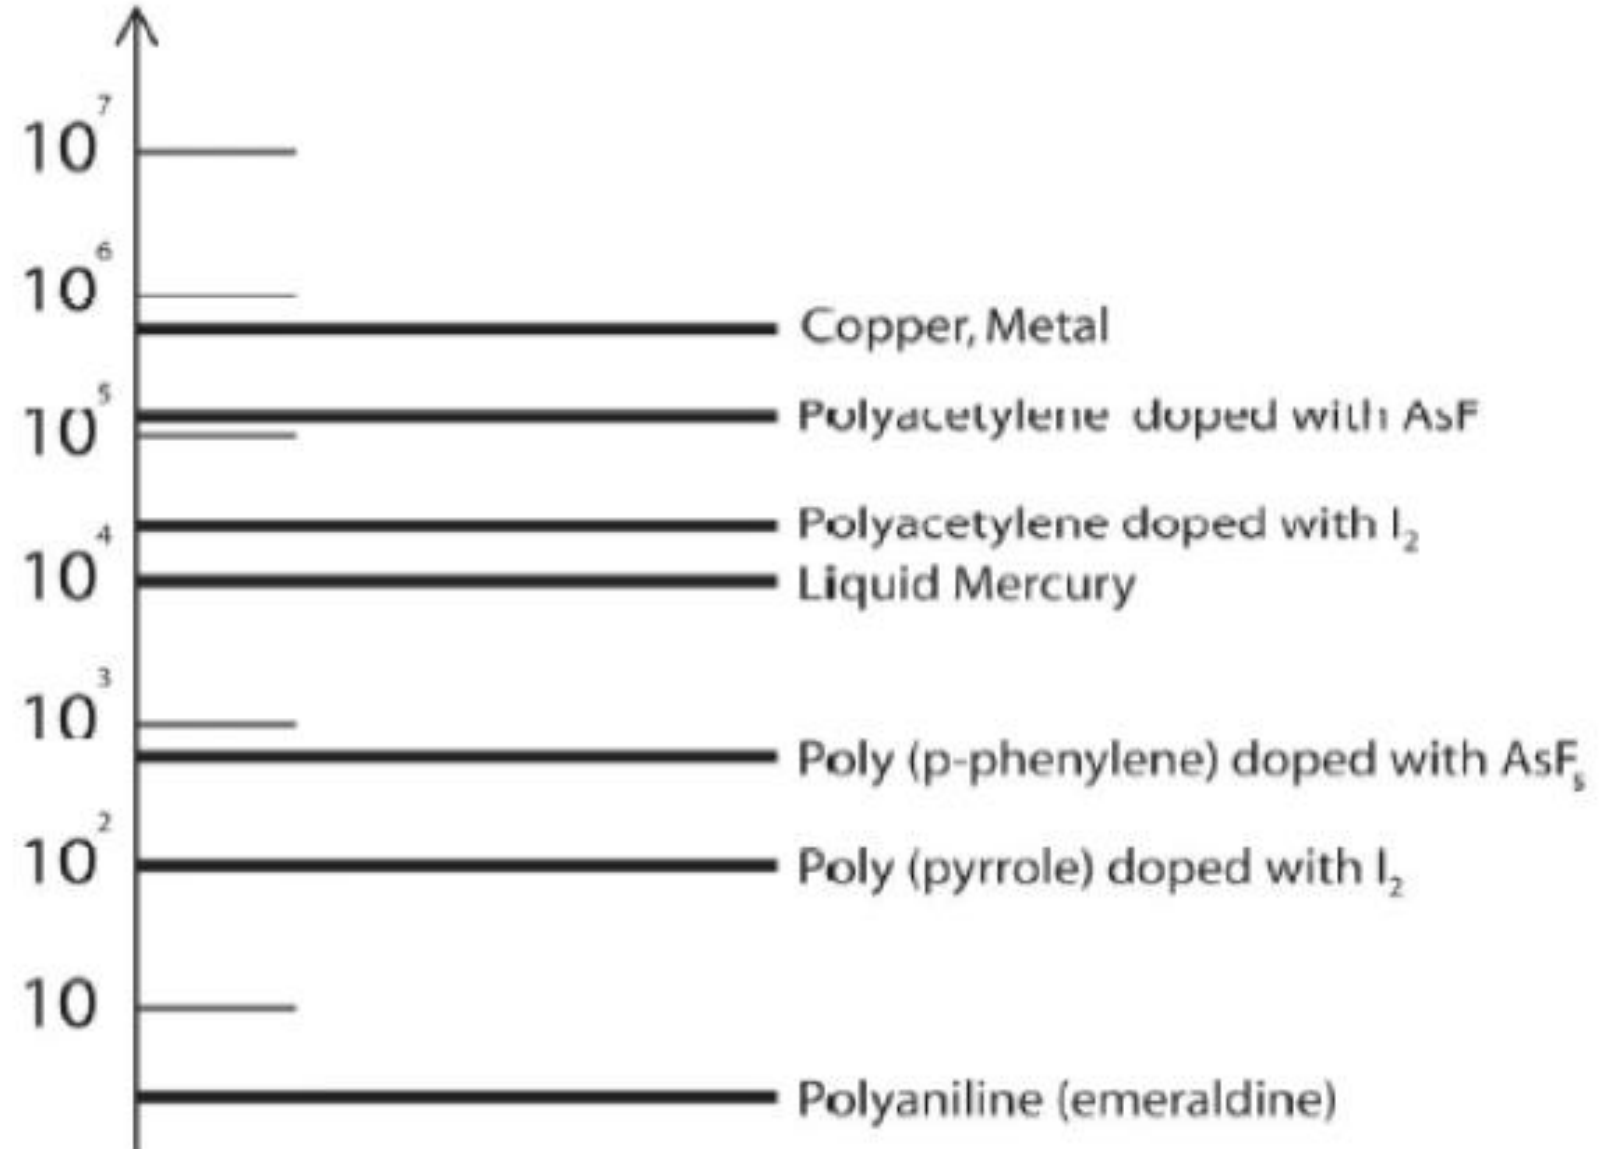 10⁷
10⁶
Copper, Metal
10⁵
Polyacetylene doped with AsF
Polyacetylene doped with I₂
10⁴
Liquid Mercury
10³
Poly (p-phenylene) doped with AsF₅
10²
Poly (pyrrole) doped with I₂
10
Polyaniline (emeraldine)